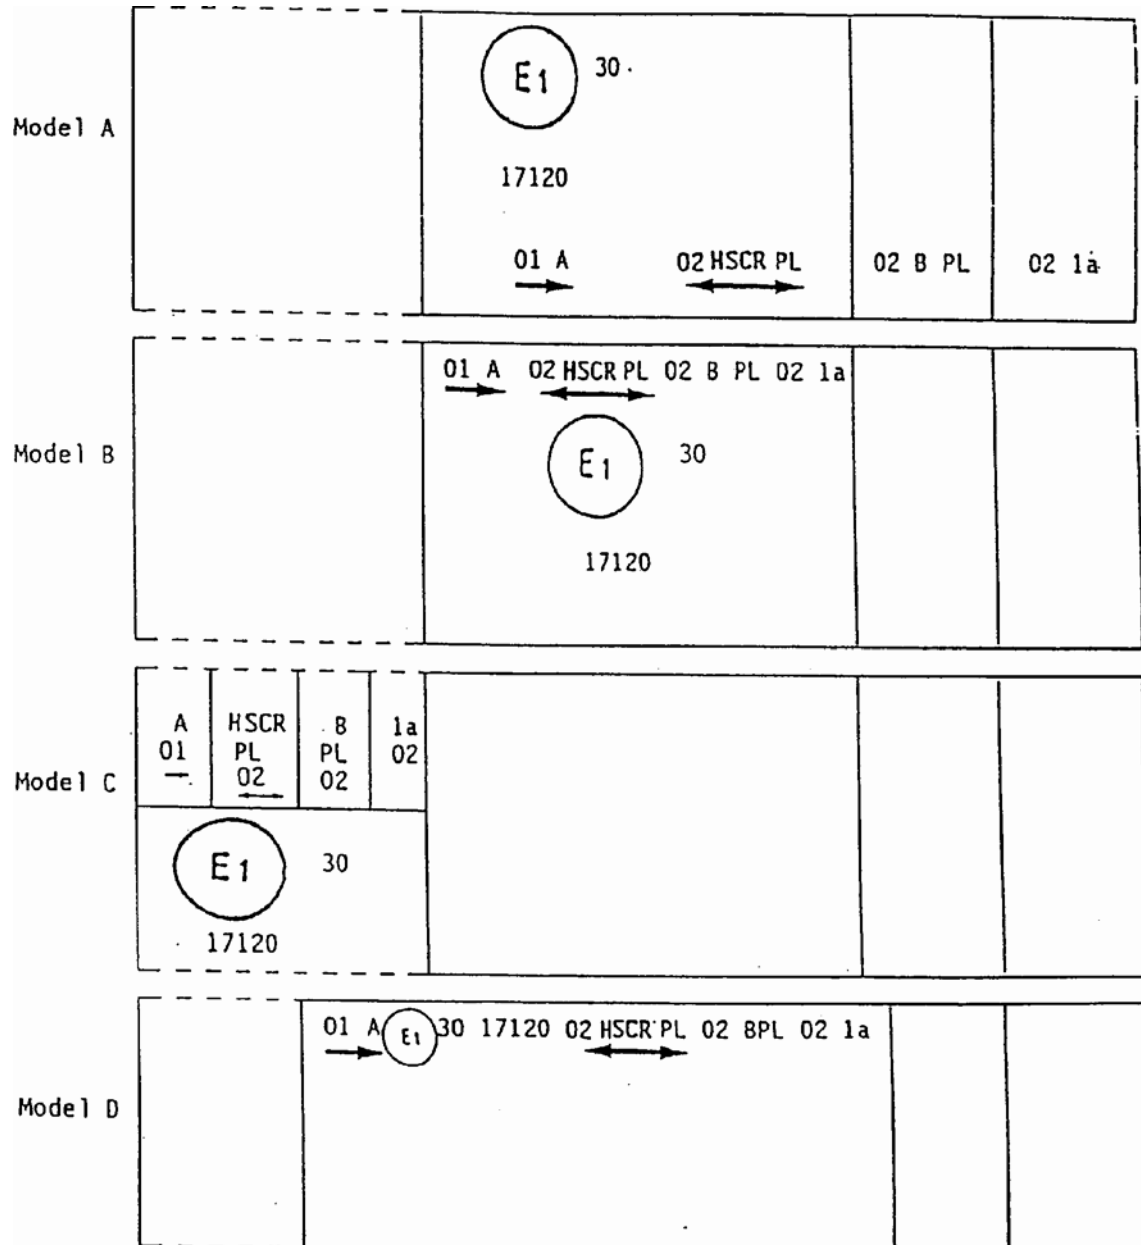 Model A
E1 30
17120
01 A 02 HSCR PL 02 B PL 02 1a
Model B
01 A 02 HSCR PL 02 B PL 02 1a
E1 30
17120
Model C
A HSCR B 1a
01 PL PL 02
02 02
E1 30
17120
Model D
01 A E1 30 17120 02 HSCR PL 02 BPL 02 1a